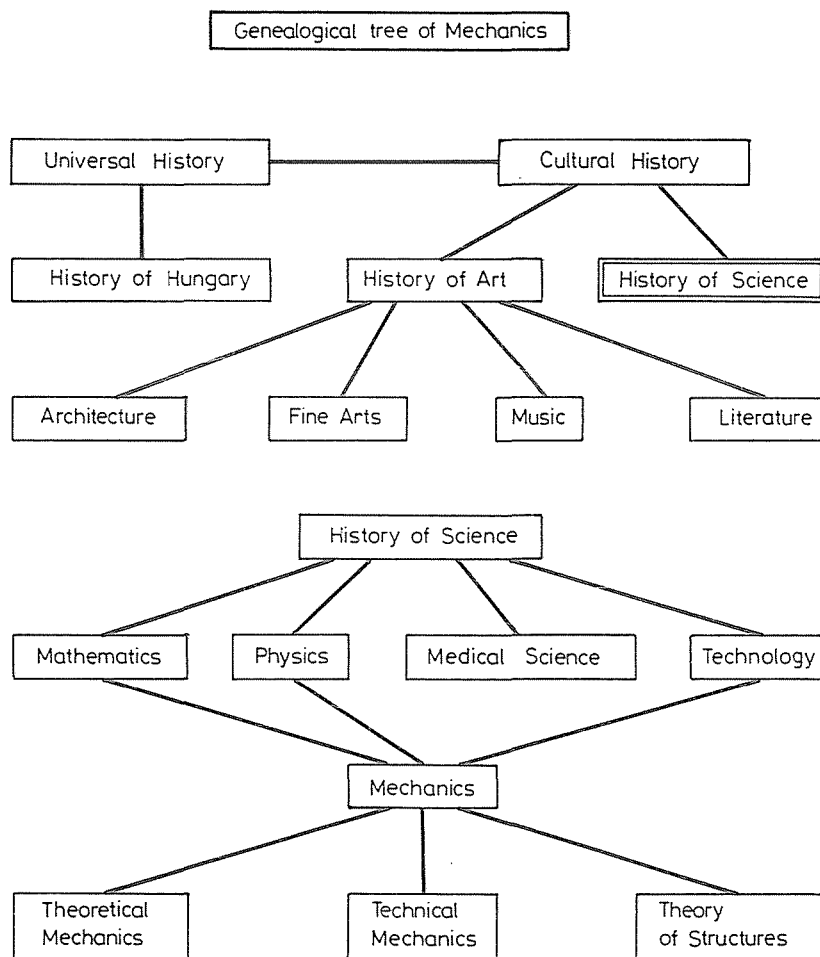 Genealogical tree of Mechanics
Universal History
Cultural History
History of Hungary
History of Art
History of Science
Architecture
Fine Arts
Music
Literature
History of Science
Mathematics
Physics
Medical Science
Technology
Mechanics
Theoretical
Mechanics
Technical
Mechanics
Theory
of Structures